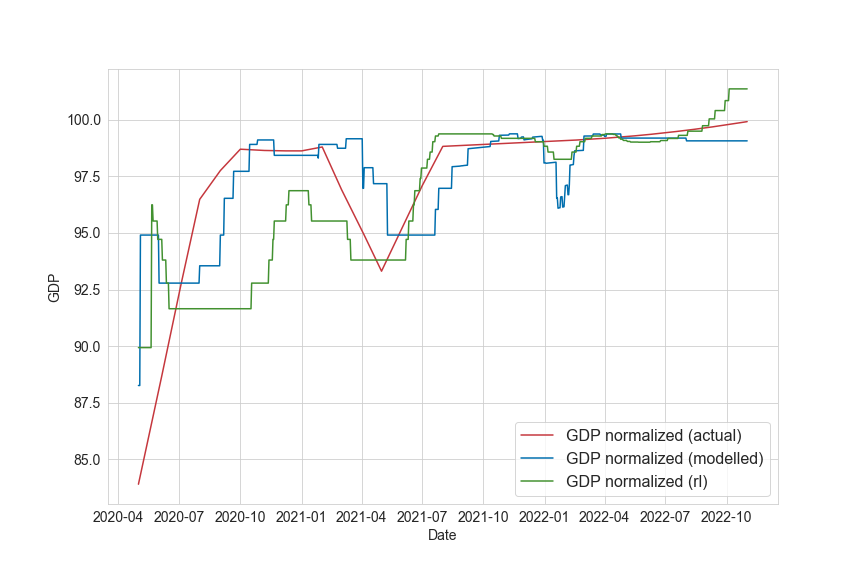 100.0
97.5
95.0
92.5
90.0
87.5
85.0
GDP
GDP normalized (actual)
GDP normalized (modelled)
GDP normalized (rl)
2020-04 2020-07 2020-10 2021-01 2021-04 2021-07 2021-10 2022-01 2022-04 2022-07 2022-10
Date